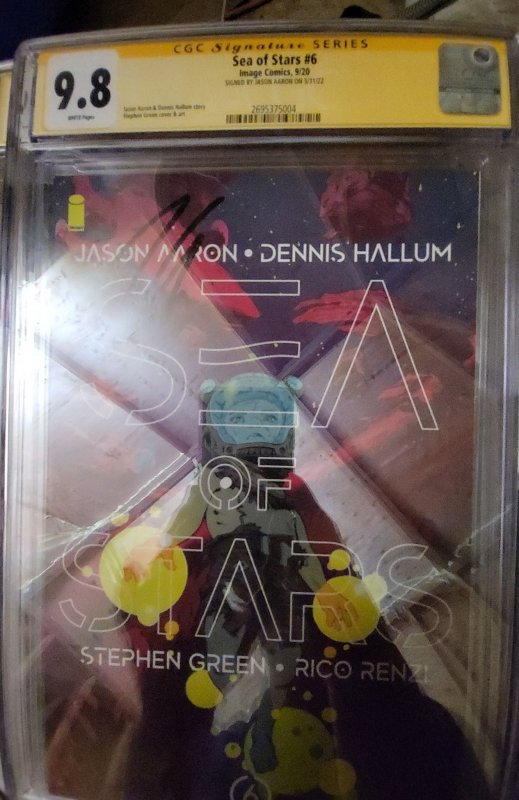 CGC Signature SERIES
9.8
WHITE Pages
Sea of Stars #6
Image Comics, 9/20
SIGNED BY JASON AARON ON 3/31/22
Jason Aaron & Dennis Hallum story
Stephen Green cover & art
2695375004
JASON AARON • DENNIS HALLUM
SEA
OF
STARS
STEPHEN GREEN • RICO RENZI
6